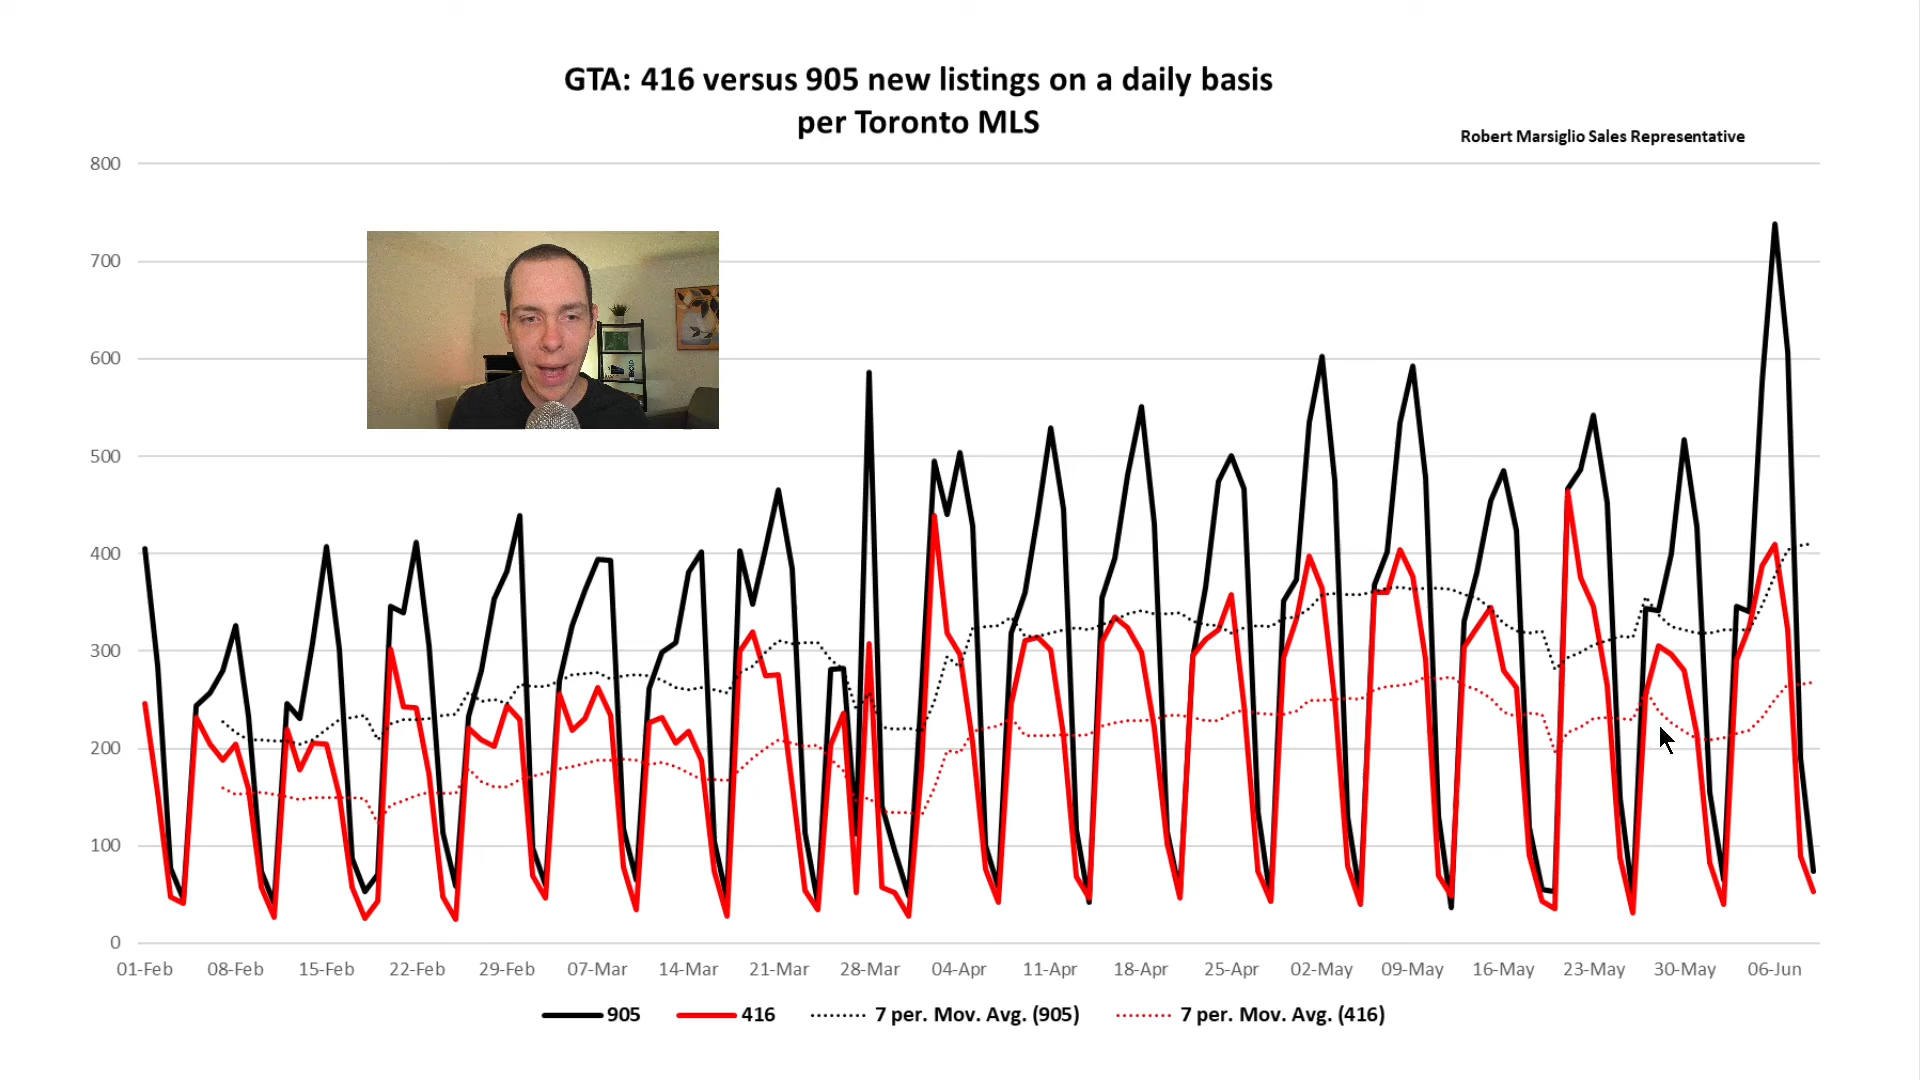 GTA: 416 versus 905 new listings on a daily basis
per Toronto MLS
Robert Marsiglio Sales Representative
800
700
600
500
400
300
200
100
0
01-Feb 08-Feb 15-Feb 22-Feb 29-Feb 07-Mar 14-Mar 21-Mar 28-Mar 04-Apr 11-Apr 18-Apr 25-Apr 02-May 09-May 16-May 23-May 30-May 06-Jun
905 416 7 per. Mov. Avg. (905) 7 per. Mov. Avg. (416)